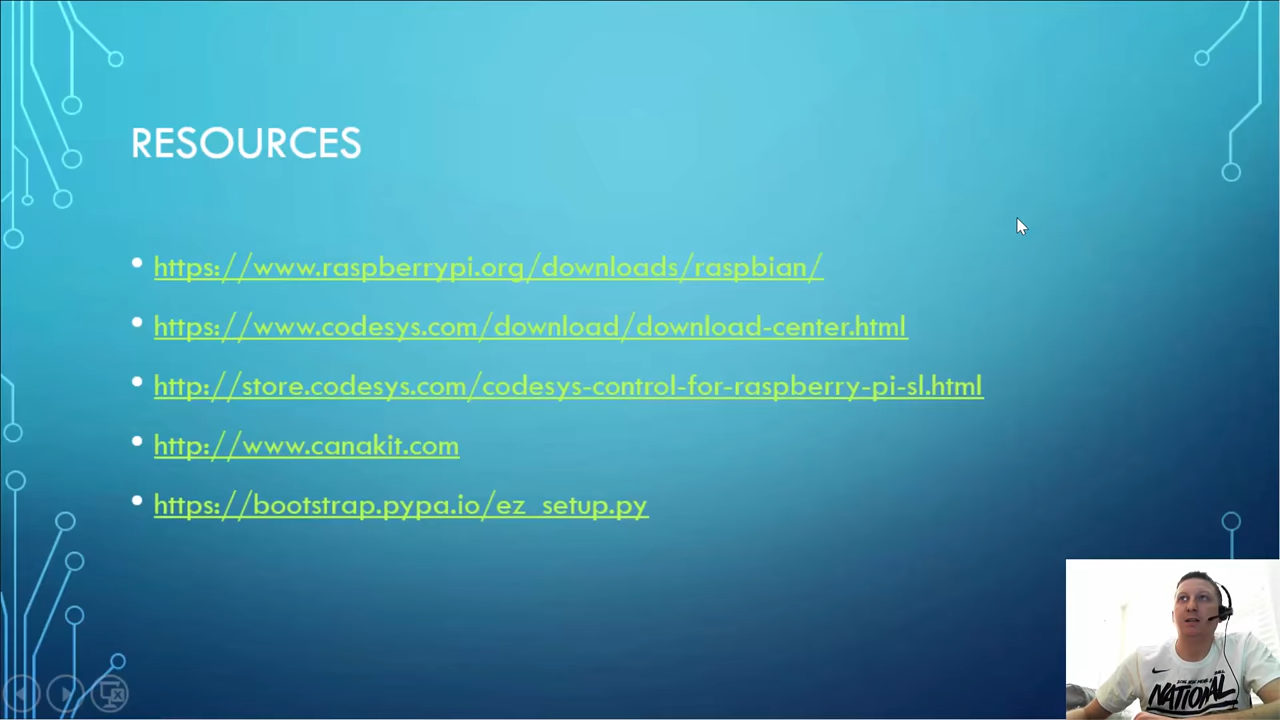 RESOURCES
• https://www.raspberrypi.org/downloads/raspbian/
• https://www.codesys.com/download/download-center.html
• http://store.codesys.com/codesys-control-for-raspberry-pi-sl.html
• http://www.canakit.com
• https://bootstrap.pypa.io/ez_setup.py
NATIONAL